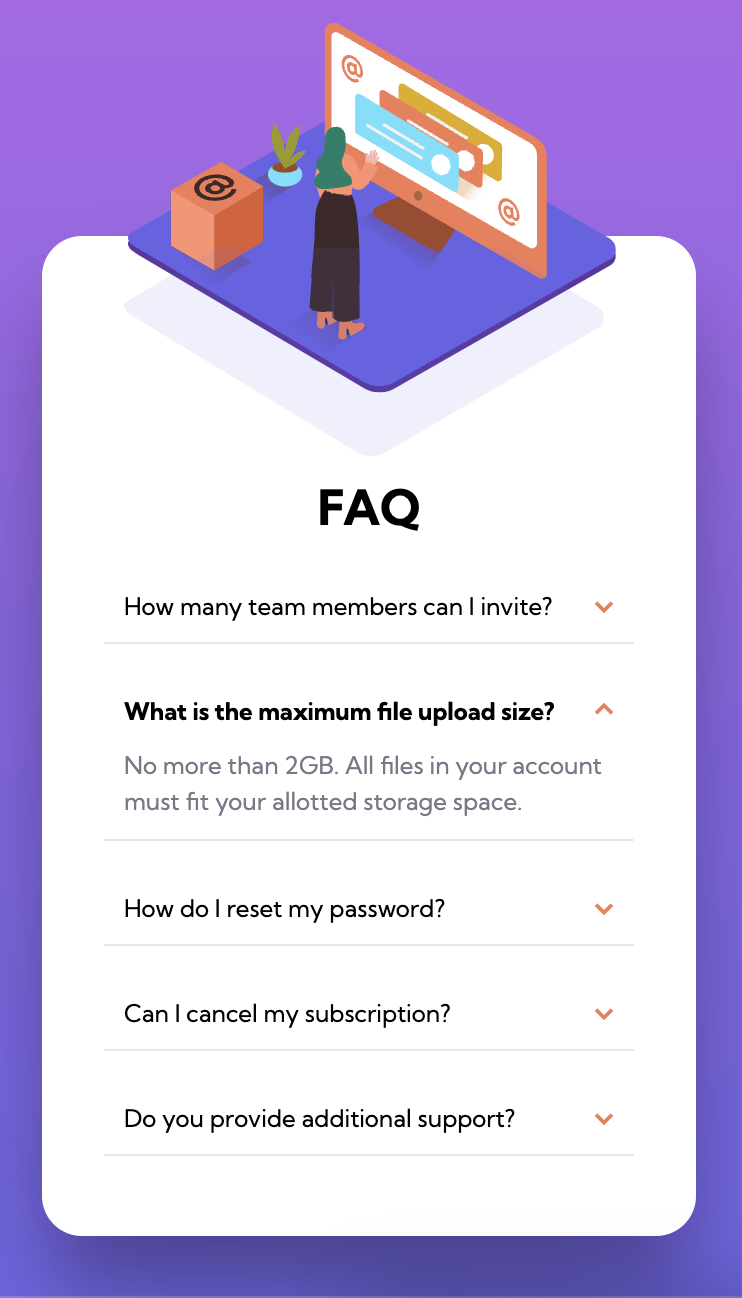 @
@
@
FAQ
How many team members can I invite?
What is the maximum file upload size?
No more than 2GB. All files in your account
must fit your allotted storage space.
How do I reset my password?
Can I cancel my subscription?
Do you provide additional support?